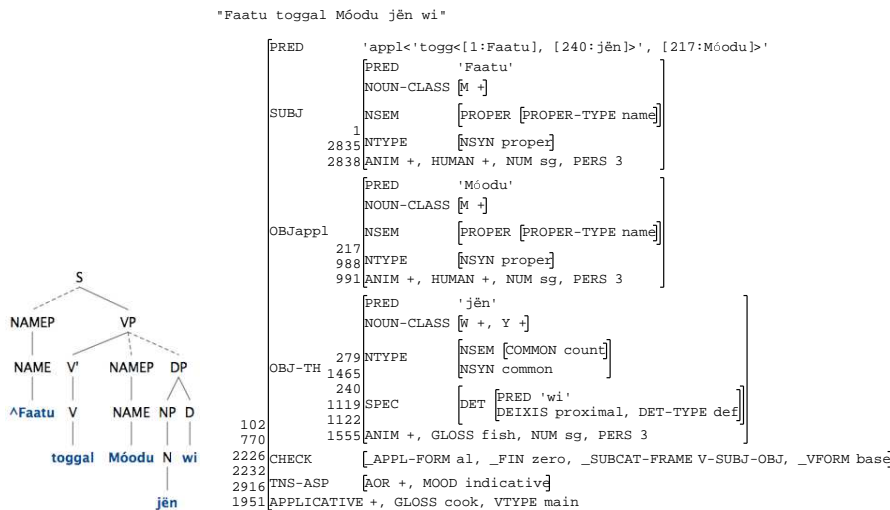 "Faatu toggal Móodu jën wi"
PRED 'appl<'togg<[1:Faatu], [240:jën]>', [217:Móodu]>'
PRED 'Faatu'
NOUN-CLASS [M +]
SUBJ NSEM [PROPER [PROPER-TYPE name]]
1
2835 NTYPE [NSYN proper]
2838 ANIM +, HUMAN +, NUM sg, PERS 3
PRED 'Móodu'
NOUN-CLASS [M +]
OBJappl NSEM [PROPER [PROPER-TYPE name]]
217
988 NTYPE [NSYN proper]
991 ANIM +, HUMAN +, NUM sg, PERS 3
PRED 'jën'
NOUN-CLASS [W +, Y +]
OBJ-TH
279 NTYPE [NSEM [COMMON count]
1465 NSYN common]
240
1119 SPEC [DET [PRED 'wi'
1122 DEIXIS proximal, DET-TYPE def]]
1555 ANIM +, GLOSS fish, NUM sg, PERS 3
102
770
2226 CHECK [_APPL-FORM al, _FIN zero, _SUBCAT-FRAME V-SUBJ-OBJ, _VFORM base]
2232
2916 TNS-ASP [AOR +, MOOD indicative]
1951 APPLICATIVE +, GLOSS cook, VTYPE main
S
NAMEP VP
NAME V' NAMEP DP
^Faatu V NAME NP D
toggal Móodu N wi
jën